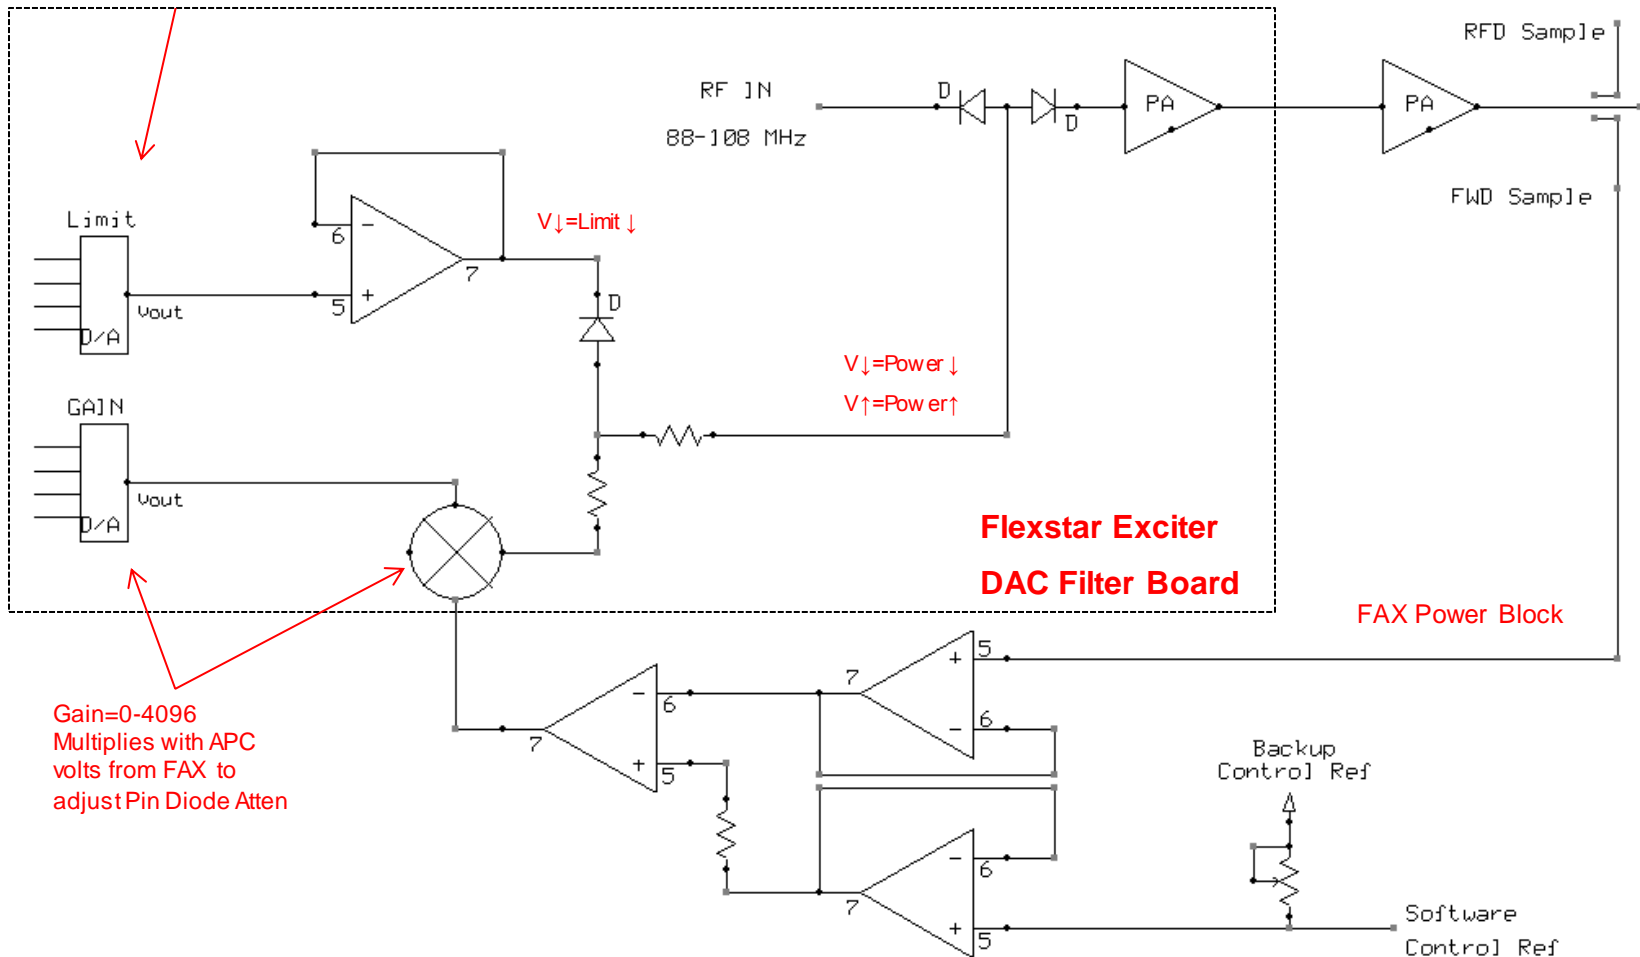 RFD Sample
RF IN
88-108 MHz
D
D
PA
PA
FWD Sample
Limit
D/A
Vout
6
-
5
+
7
V↓=Limit ↓
D
V↓=Power ↓
V↑=Power↑
GAIN
D/A
Vout
Flexstar Exciter
DAC Filter Board
FAX Power Block
Gain=0-4096
Multiplies with APC
volts from FAX to
adjust Pin Diode Atten
7
-
6
+
5
7
+
5
-
6
Backup
Control Ref
-
6
7
+
5
Software
Control Ref